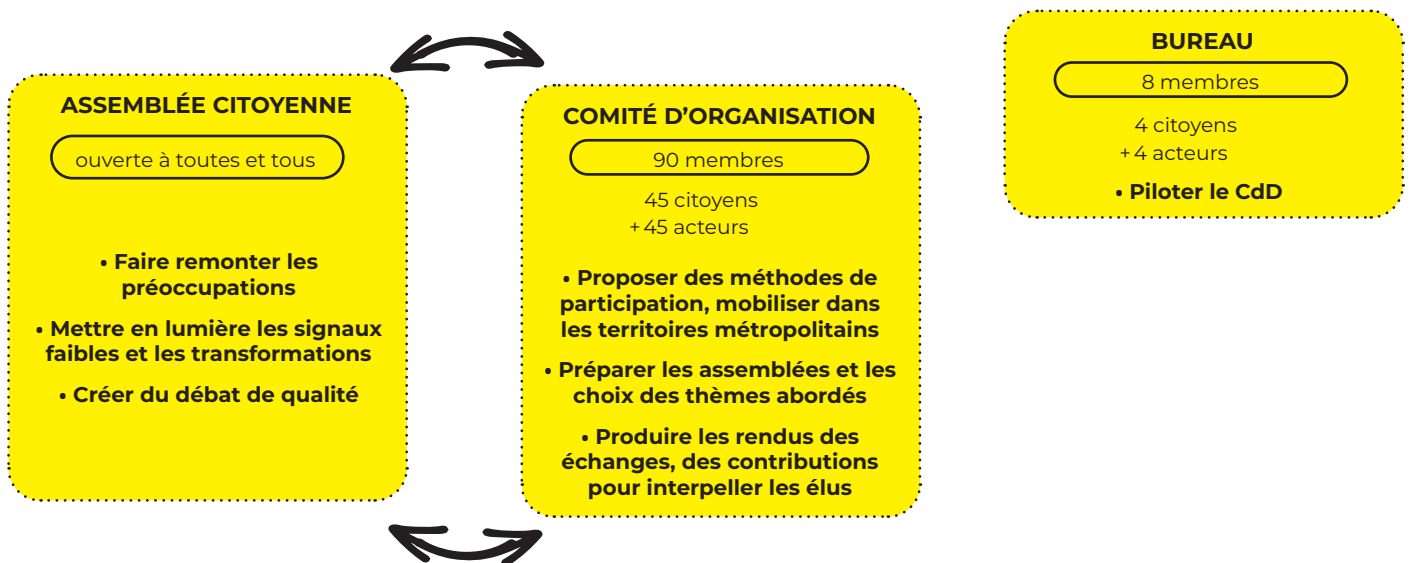 ASSEMBLÉE CITOYENNE
ouverte à toutes et tous
• Faire remonter les
préoccupations
• Mettre en lumière les signaux
faibles et les transformations
• Créer du débat de qualité
COMITÉ D’ORGANISATION
90 membres
45 citoyens
+ 45 acteurs
• Proposer des méthodes de
participation, mobiliser dans
les territoires métropolitains
• Préparer les assemblées et les
choix des thèmes abordés
• Produire les rendus des
échanges, des contributions
pour interpeller les élus
BUREAU
8 membres
4 citoyens
+ 4 acteurs
• Piloter le CdD